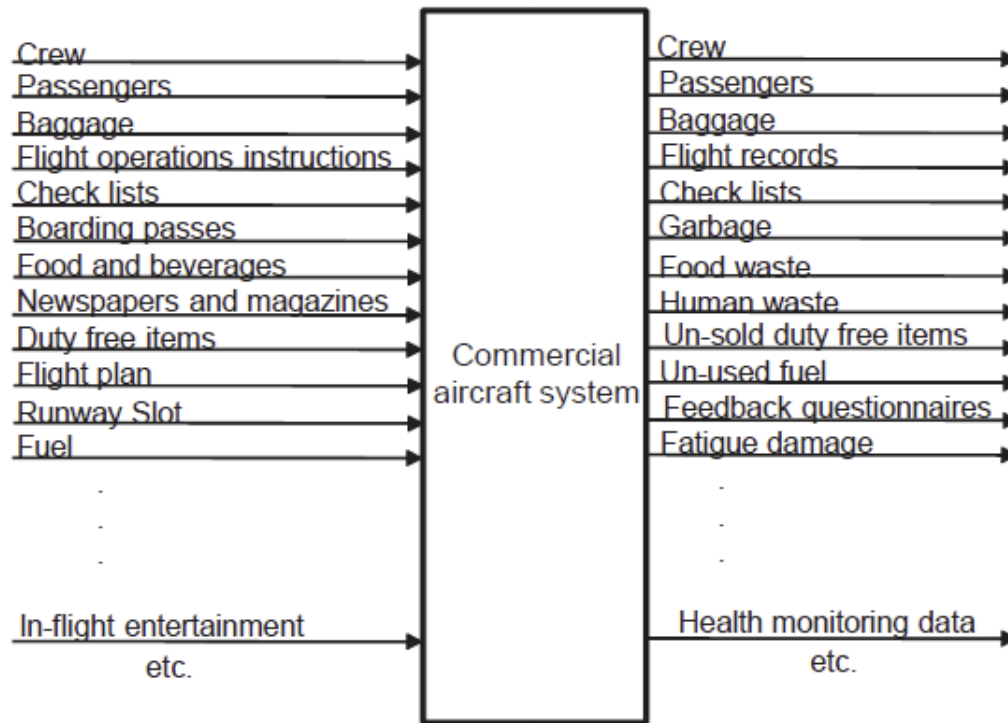 Crew
Passengers
Baggage
Flight operations instructions
Check lists
Boarding passes
Food and beverages
Newspapers and magazines
Duty free items
Flight plan
Runway Slot
Fuel
.
.
.
In-flight entertainment
etc.
Commercial
aircraft system
Crew
Passengers
Baggage
Flight records
Check lists
Garbage
Food waste
Human waste
Un-sold duty free items
Un-used fuel
Feedback questionnaires
Fatigue damage
.
.
.
Health monitoring data
etc.